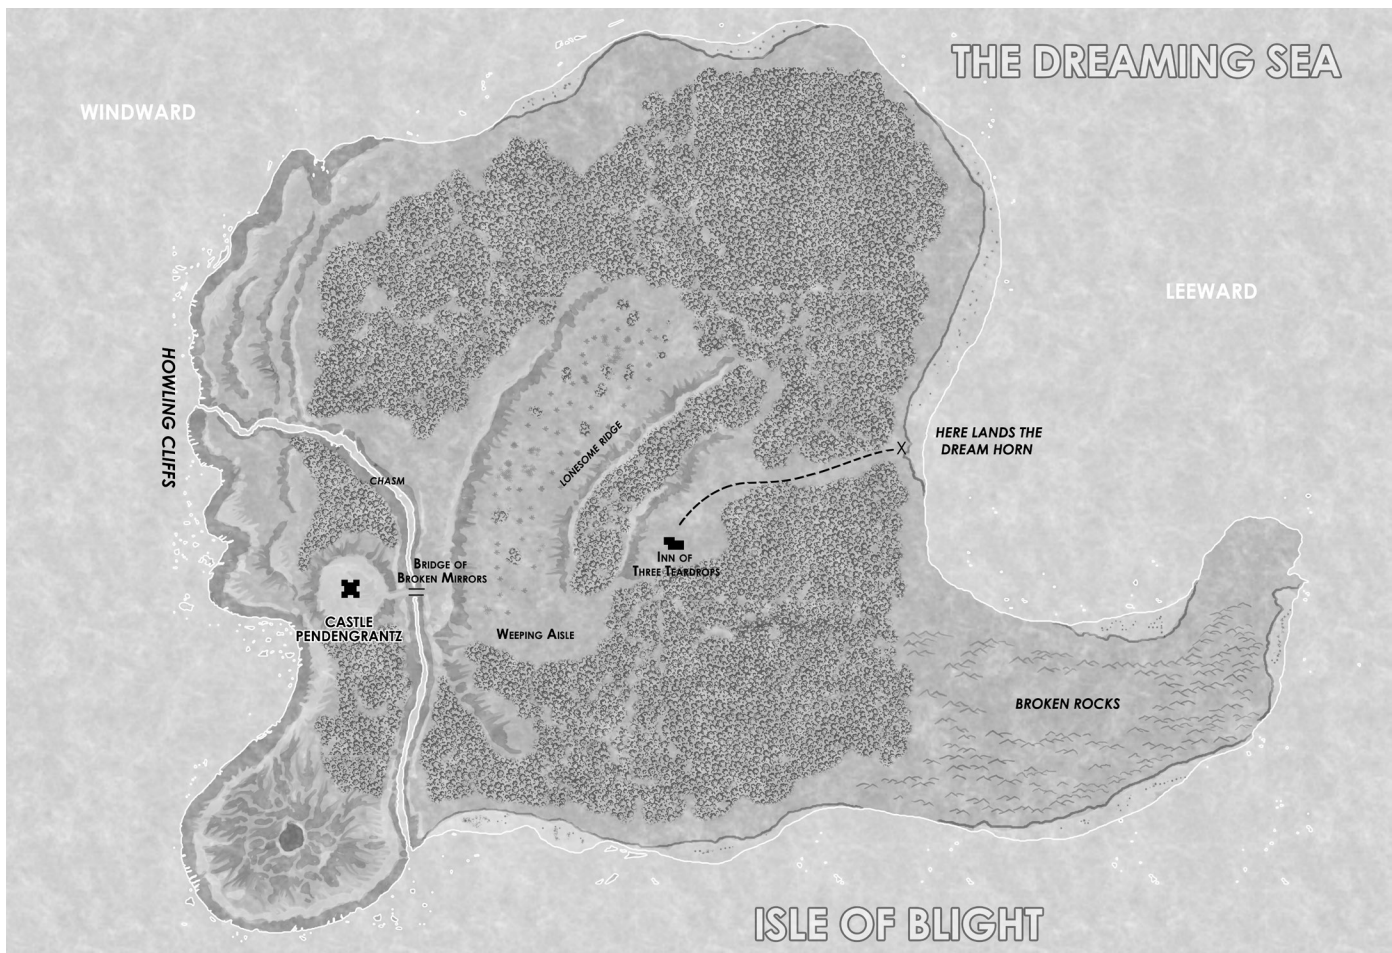 THE DREAMING SEA
WINDWARD
LEEWARD
HOWLING CLIFFS
HERE LANDS THE
DREAM HORN
X
LONESOME RIDGE
CHASM
INN OF
THREE TEARDROPS
BRIDGE OF
BROKEN MIRRORS
CASTLE
PENDENGRANTZ
WEEPING AISLE
BROKEN ROCKS
ISLE OF BLIGHT